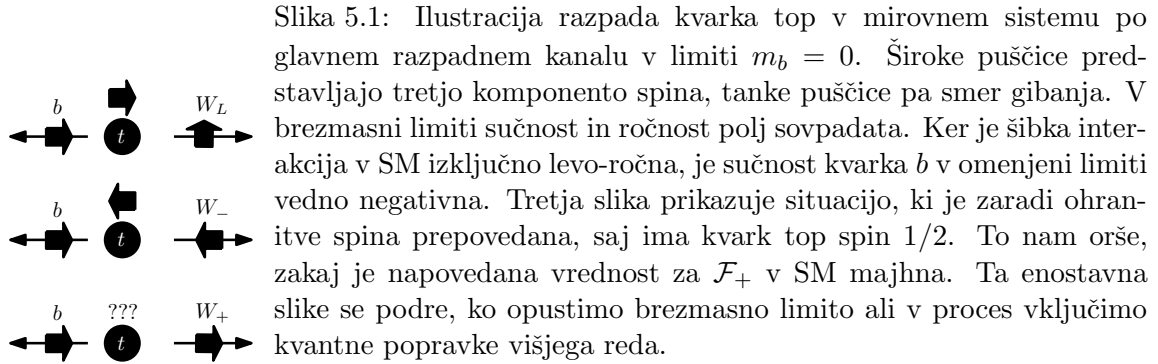 Slika 5.1: Ilustracija razpada kvarka top v mirovnem sistemu po
glavnem razpadnem kanalu v limiti $m_b = 0$. Široke puščice pred-
stavljajo tretjo komponento spina, tanke puščice pa smer gibanja. V
brezmasni limiti sučnost in ročnost polj sovpadata. Ker je šibka inter-
akcija v SM izključno levo-ročna, je sučnost kvarka $b$ v omenjeni limiti
vedno negativna. Tretja slika prikazuje situacijo, ki je zaradi ohran-
itve spina prepovedana, saj ima kvark top spin 1/2. To nam orše,
zakaj je napovedana vrednost za $\mathcal{F}_+$ v SM majhna. Ta enostavna
slike se podre, ko opustimo brezmasno limito ali v proces vključimo
kvantne popravke višjega reda.
b $W_L$
t
b $W_-$
t
b ??? $W_+$
t